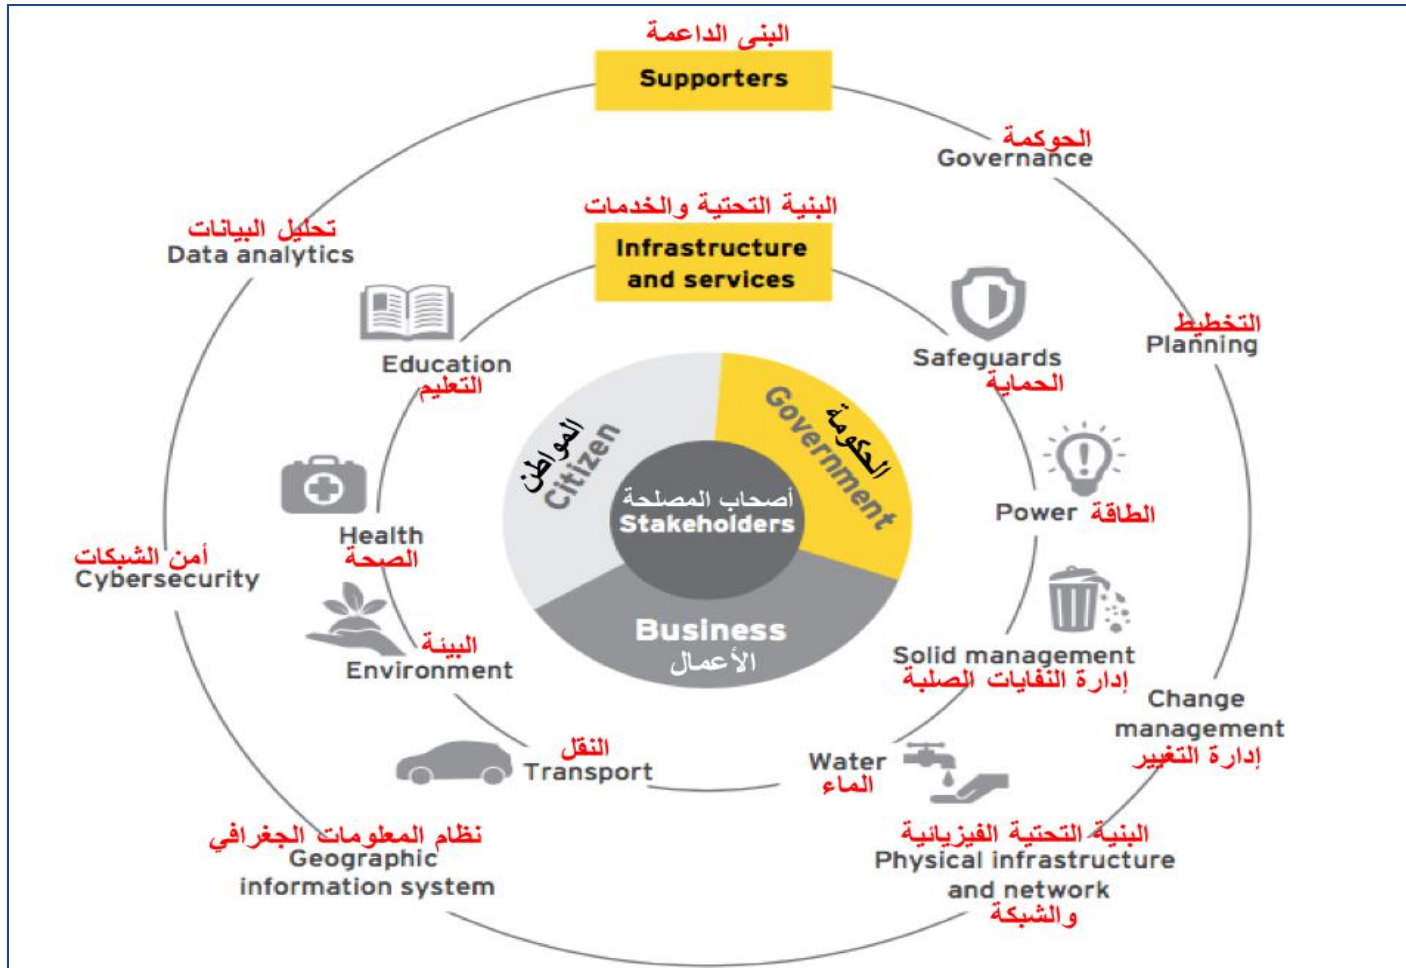 البنى الداعمة
Supporters
الحوكمة
Governance
البنية التحتية والخدمات
Infrastructure
and services
تحليل البيانات
Data analytics
التخطيط
Planning
Education
التعليم
Safeguards
الحماية
المواطن
Citizen
الحكومة
Government
أصحاب المصلحة
Stakeholders
Business
الأعمال
Health
الصحة
Power الطاقة
أمن الشبكات
Cybersecurity
البيئة
Environment
Solid management
إدارة النفايات الصلبة
Change
management
إدارة التغيير
النقل
Transport
Water
الماء
نظام المعلومات الجغرافي
Geographic
information system
البنية التحتية الفيزيائية
Physical infrastructure
and network
والشبكة